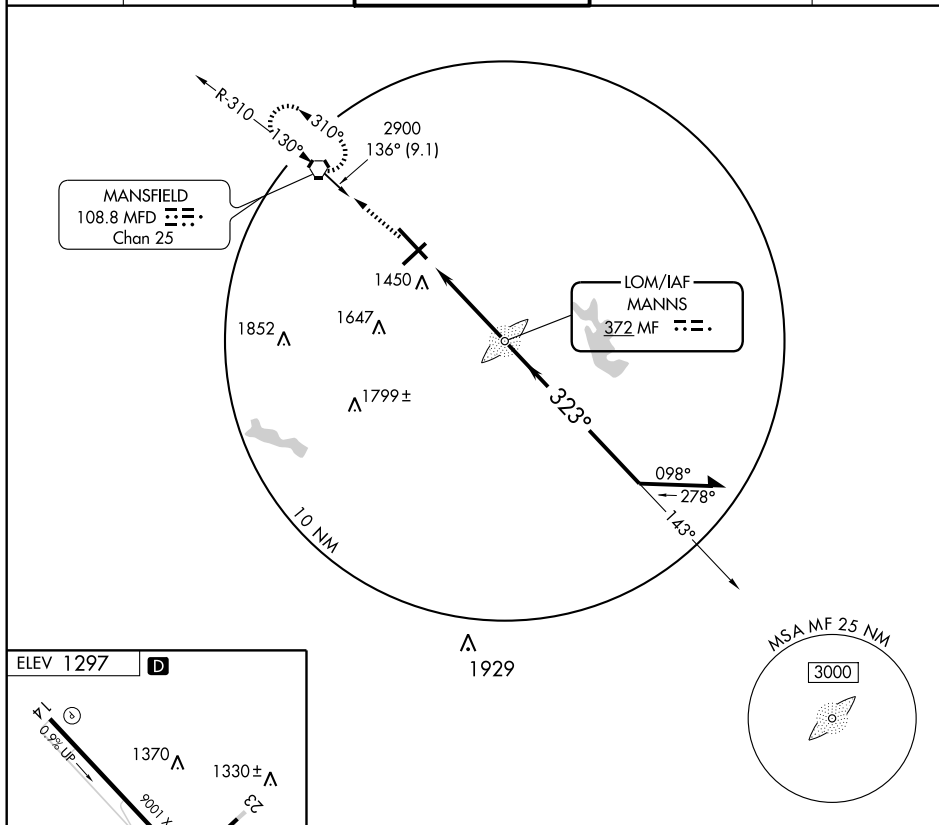 R-310
130°
310°
2900
136° (9.1)
MANSFIELD
108.8 MFD
Chan 25
1450
LOM/IAF
MANNS
372 MF
1852
1647
1799±
323°
098°
278°
143°
10 NM
1929
MSA MF 25 NM
3000
ELEV 1297
D
14
P
0.9% UP
1370
1330±
23
9001 X